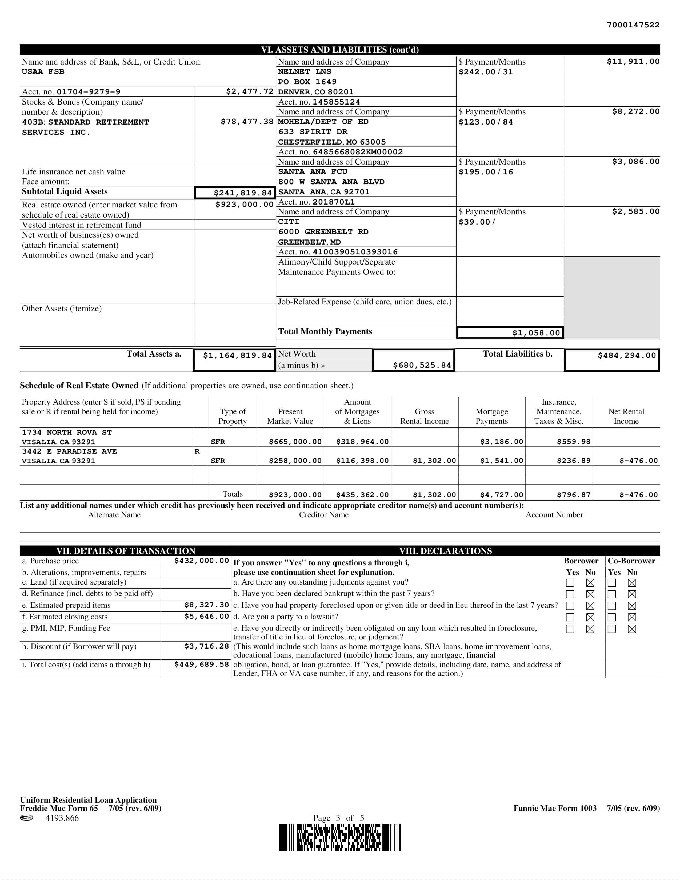 7000147522
VI. ASSETS AND LIABILITIES (cont'd)
Name and address of Bank, S&L, or Credit Union
USAA FSB
Acct. no. 01704-9279-9 $2,477.72
Stocks & Bonds (Company name/
number & description)
403B:STANDARD RETIREMENT $78,477.38
SERVICES INC.
Life insurance net cash value
Face amount:
Subtotal Liquid Assets $241,819.84
Real estate owned (enter market value from $923,000.00
schedule of real estate owned)
Vested interest in retirement fund
Net worth of business(es) owned
(attach financial statement)
Automobiles owned (make and year)
Other Assets (itemize)
Total Assets a. $1,164,819.84
Name and address of Company $ Payment/Months $11,911.00
NELNET LNS $242.00/31
PO BOX 1649
DENVER,CO 80201
Acct. no. 145855124
Name and address of Company $ Payment/Months $8,272.00
MOHELA/DEPT OF ED $123.00/84
633 SPIRIT DR
CHESTERFIELD,MO 63005
Acct. no. 6485668082KM00002
Name and address of Company $ Payment/Months $3,086.00
SANTA ANA FCU $195.00/16
800 W SANTA ANA BLVD
SANTA ANA,CA 92701
Acct. no. 201870L1
Name and address of Company $ Payment/Months $2,585.00
CITI $39.00/
6000 GREENBELT RD
GREENBELT,MD
Acct. no. 4100390510393016
Alimony/Child Support/Separate
Maintenance Payments Owed to:
Job-Related Expense (child care, union dues, etc.)
Total Monthly Payments $1,058.00
Net Worth
(a minus b) » $680,525.84
Total Liabilities b. $484,294.00
Schedule of Real Estate Owned (If additional properties are owned, use continuation sheet.)
Property Address (enter S if sold, PS if pending
sale or R if rental being held for income)
Type of
Property
Present
Market Value
Amount
of Mortgages
& Liens
Gross
Rental Income
Mortgage
Payments
Insurance,
Maintenance,
Taxes & Misc.
Net Rental
Income
1734 NORTH ROVA ST
VISALIA,CA 93291 SFR $665,000.00 $318,964.00 $3,186.00 $559.98
3442 E PARADISE AVE R
VISALIA,CA 93291 SFR $258,000.00 $116,398.00 $1,302.00 $1,541.00 $236.89 $-476.00
Totals $923,000.00 $435,362.00 $1,302.00 $4,727.00 $796.87 $-476.00
List any additional names under which credit has previously been received and indicate appropriate creditor name(s) and account number(s):
Alternate Name Creditor Name Account Number
VII. DETAILS OF TRANSACTION
a. Purchase price $432,000.00
b. Alterations, improvements, repairs
c. Land (if acquired separately)
d. Refinance (incl. debts to be paid off)
e. Estimated prepaid items $8,327.30
f. Estimated closing costs $5,646.00
g. PMI, MIP, Funding Fee
h. Discount (if Borrower will pay) $3,716.28
i. Total cost(s) (add items a through h) $449,689.58
VIII. DECLARATIONS
If you answer "Yes" to any questions a through i,
please use continuation sheet for explanation.
Borrower Co-Borrower
Yes No Yes No
a. Are there any outstanding judgments against you?
b. Have you been declared bankrupt within the past 7 years?
c. Have you had property foreclosed upon or given title or deed in lieu thereof in the last 7 years?
d. Are you a party to a lawsuit?
e. Have you directly or indirectly been obligated on any loan which resulted in foreclosure,
transfer of title in lieu of foreclosure, or judgment?
(This would include such loans as home mortgage loans, SBA loans, home improvement loans,
educational loans, manufactured (mobile) home loans, any mortgage, financial
obligation, bond, or loan guarantee. If "Yes," provide details, including date, name, and address of
Lender, FHA or VA case number, if any, and reasons for the action.)
Uniform Residential Loan Application
Freddie Mac Form 65 7/05 (rev. 6/09)
4193.866
Page 3 of 5
Fannie Mae Form 1003 7/05 (rev. 6/09)